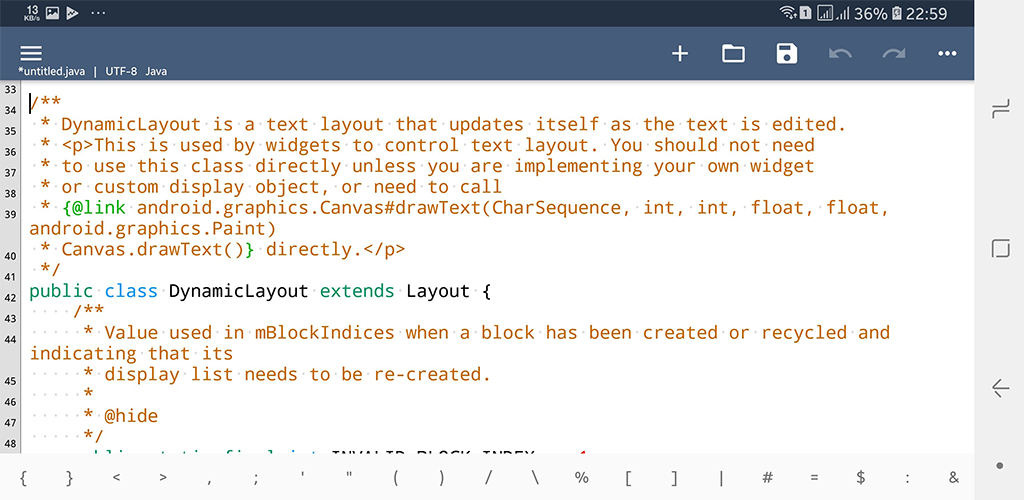 13 KB/s ... 1 36% 22:59
*untitled.java | UTF-8 Java
33
34 /**
35 * DynamicLayout is a text layout that updates itself as the text is edited.
36 * <p>This is used by widgets to control text layout. You should not need
37 * to use this class directly unless you are implementing your own widget
38 * or custom display object, or need to call
39 * {@link android.graphics.Canvas#drawText(CharSequence, int, int, float, float,
android.graphics.Paint)
40 * Canvas.drawText()} directly.</p>
41 */
42 public class DynamicLayout extends Layout {
43 /**
44 * Value used in mBlockIndices when a block has been created or recycled and
indicating that its
45 * display list needs to be re-created.
46 *
47 * @hide
48 */
{ } < > , ; ' " ( ) / \ % [ ] | # = $ : &